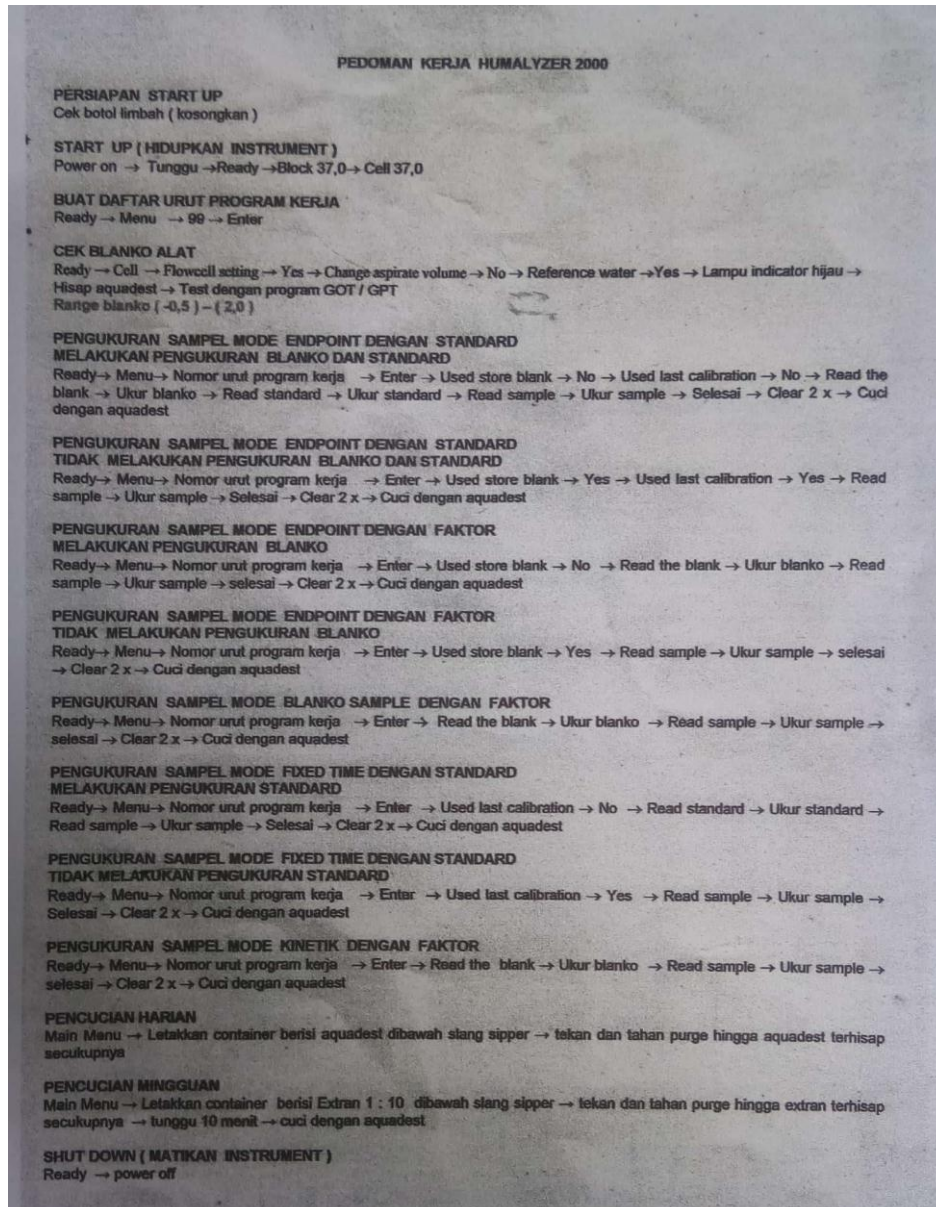 PEDOMAN KERJA HUMALYZER 2000
PERSIAPAN START UP
Cek botol limbah ( kosongkan )
START UP ( HIDUPKAN INSTRUMENT )
Power on → Tunggu →Ready →Block 37,0→ Cell 37,0
BUAT DAFTAR URUT PROGRAM KERJA
Ready → Menu → 99 → Enter
CEK BLANKO ALAT
Ready → Cell → Flowcell setting → Yes → Change aspirate volume → No → Reference water →Yes → Lampu indicator hijau →
Hisap aquadest → Test dengan program GOT / GPT
Range blanko ( -0,5 ) – ( 2,0 )
PENGUKURAN SAMPEL MODE ENDPOINT DENGAN STANDARD
MELAKUKAN PENGUKURAN BLANKO DAN STANDARD
Ready→ Menu→ Nomor urut program kerja → Enter → Used store blank → No → Used last calibration → No → Read the
blank → Ukur blanko → Read standard → Ukur standard → Read sample → Ukur sample → Selesai → Clear 2 x → Cuci
dengan aquadest
PENGUKURAN SAMPEL MODE ENDPOINT DENGAN STANDARD
TIDAK MELAKUKAN PENGUKURAN BLANKO DAN STANDARD
Ready→ Menu→ Nomor urut program kerja → Enter → Used store blank → Yes → Used last calibration → Yes → Read
sample → Ukur sample → Selesai → Clear 2 x → Cuci dengan aquadest
PENGUKURAN SAMPEL MODE ENDPOINT DENGAN FAKTOR
MELAKUKAN PENGUKURAN BLANKO
Ready→ Menu→ Nomor urut program kerja → Enter → Used store blank → No → Read the blank → Ukur blanko → Read
sample → Ukur sample → selesai → Clear 2 x → Cuci dengan aquadest
PENGUKURAN SAMPEL MODE ENDPOINT DENGAN FAKTOR
TIDAK MELAKUKAN PENGUKURAN BLANKO
Ready→ Menu→ Nomor urut program kerja → Enter → Used store blank → Yes → Read sample → Ukur sample → selesai
→ Clear 2 x → Cuci dengan aquadest
PENGUKURAN SAMPEL MODE BLANKO SAMPLE DENGAN FAKTOR
Ready→ Menu→ Nomor urut program kerja → Enter → Read the blank → Ukur blanko → Read sample → Ukur sample →
selesai → Clear 2 x → Cuci dengan aquadest
PENGUKURAN SAMPEL MODE FIXED TIME DENGAN STANDARD
MELAKUKAN PENGUKURAN STANDARD
Ready→ Menu→ Nomor urut program kerja → Enter → Used last calibration → No → Read standard → Ukur standard →
Read sample → Ukur sample → Selesai → Clear 2 x → Cuci dengan aquadest
PENGUKURAN SAMPEL MODE FIXED TIME DENGAN STANDARD
TIDAK MELAKUKAN PENGUKURAN STANDARD
Ready→ Menu→ Nomor urut program kerja → Enter → Used last calibration → Yes → Read sample → Ukur sample →
Selesai → Clear 2 x → Cuci dengan aquadest
PENGUKURAN SAMPEL MODE KINETIK DENGAN FAKTOR
Ready→ Menu→ Nomor urut program kerja → Enter → Read the blank → Ukur blanko → Read sample → Ukur sample →
selesai → Clear 2 x → Cuci dengan aquadest
PENCUCIAN HARIAN
Main Menu → Letakkan container berisi aquadest dibawah slang sipper → tekan dan tahan purge hingga aquadest terhisap
secukupnya
PENCUCIAN MINGGUAN
Main Menu → Letakkan container berisi Extran 1 : 10 dibawah slang sipper → tekan dan tahan purge hingga extran terhisap
secukupnya → tunggu 10 menit → cuci dengan aquadest
SHUT DOWN ( MATIKAN INSTRUMENT )
Ready → power off